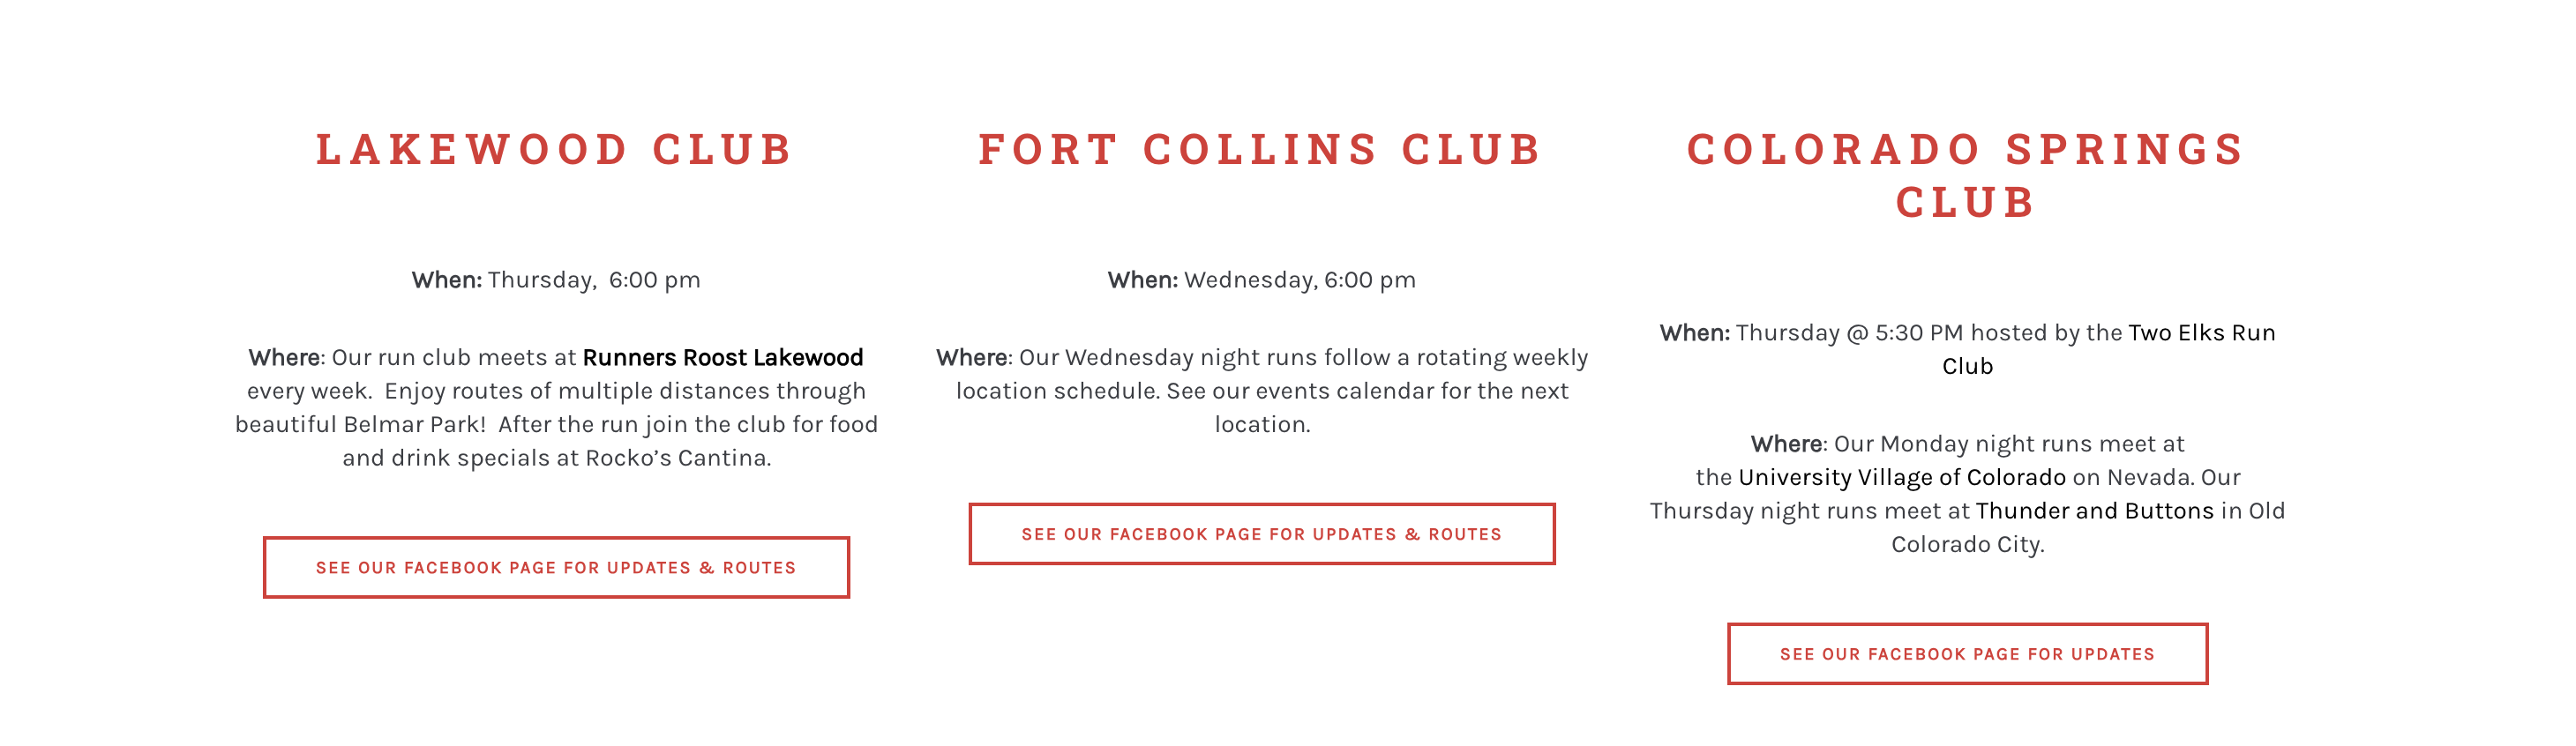 LAKEWOOD CLUB
When: Thursday,  6:00 pm
Where: Our run club meets at Runners Roost Lakewood
every week.  Enjoy routes of multiple distances through
beautiful Belmar Park!  After the run join the club for food
and drink specials at Rocko’s Cantina.
SEE OUR FACEBOOK PAGE FOR UPDATES & ROUTES
FORT COLLINS CLUB
When: Wednesday, 6:00 pm
Where: Our Wednesday night runs follow a rotating weekly
location schedule. See our events calendar for the next
location.
SEE OUR FACEBOOK PAGE FOR UPDATES & ROUTES
COLORADO SPRINGS
CLUB
When: Thursday @ 5:30 PM hosted by the Two Elks Run
Club
Where: Our Monday night runs meet at
the University Village of Colorado on Nevada. Our
Thursday night runs meet at Thunder and Buttons in Old
Colorado City.
SEE OUR FACEBOOK PAGE FOR UPDATES